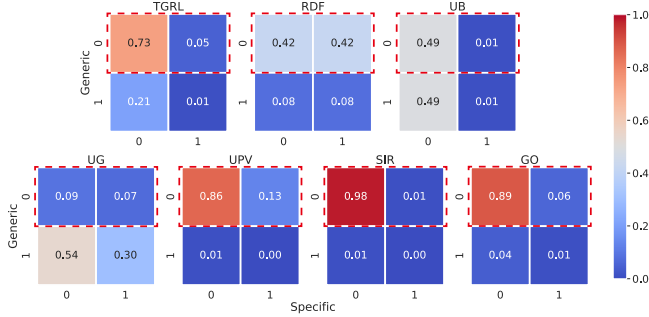 TGRL RDF UB
Generic
0 0.73 0.05 0 0.42 0.42 0 0.49 0.01 1.0
1 0.21 0.01 1 0.08 0.08 1 0.49 0.01 0.8
0 1 0 1 0 1
UG UPV SIR GO 0.6
Generic
0 0.09 0.07 0 0.86 0.13 0 0.98 0.01 0 0.89 0.06 0.4
1 0.54 0.30 1 0.01 0.00 1 0.01 0.00 1 0.04 0.01 0.2
0 1 0 1 0 1 0 1 0.0
Specific